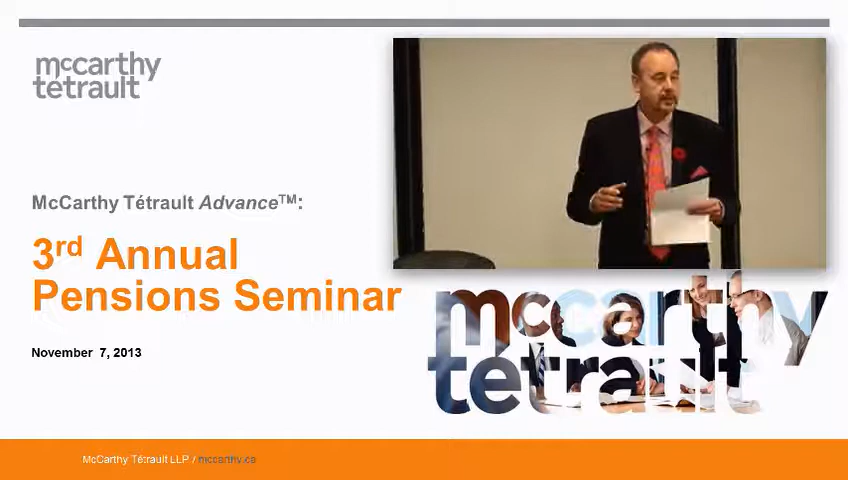 mccarthy
tetrault
McCarthy Tétrault Advance™:
3rd Annual
Pensions Seminar
November 7, 2013
mccarthy
tetrault
McCarthy Tétrault LLP / mccarthy.ca